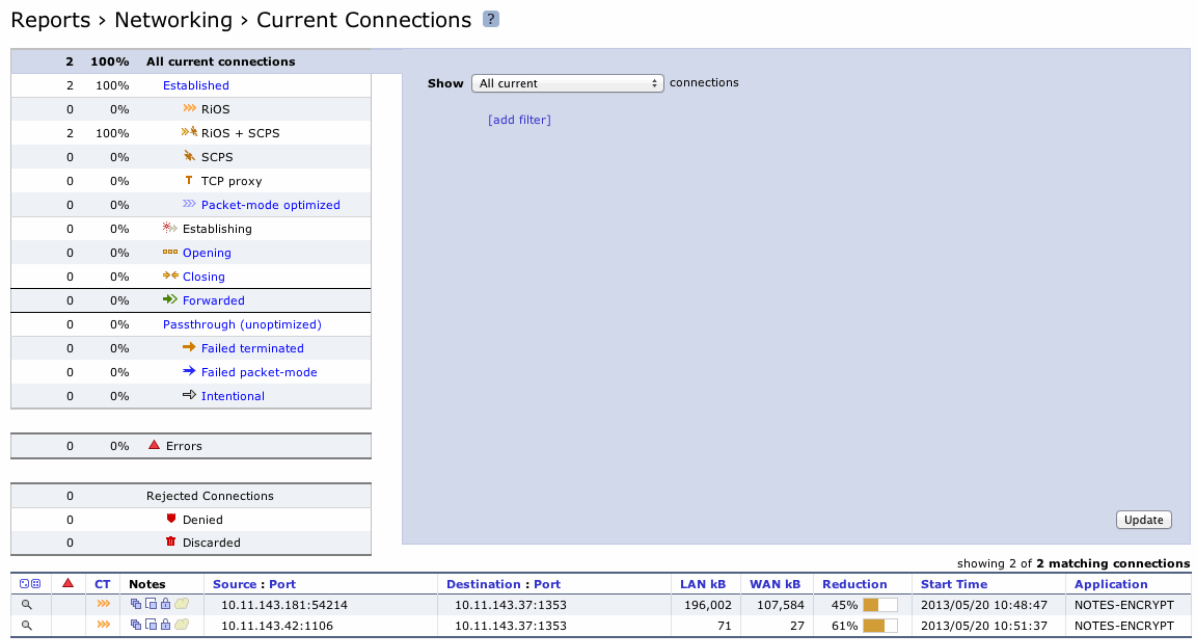 Reports › Networking › Current Connections ?
2 100% All current connections
2 100% Established
0 0% RiOS
2 100% RiOS + SCPS
0 0% SCPS
0 0% TCP proxy
0 0% Packet-mode optimized
0 0% Establishing
0 0% Opening
0 0% Closing
0 0% Forwarded
0 0% Passthrough (unoptimized)
0 0% Failed terminated
0 0% Failed packet-mode
0 0% Intentional
0 0% Errors
0 Rejected Connections
0 Denied
0 Discarded
Show All current connections
[add filter]
Update
showing 2 of 2 matching connections
CT Notes Source : Port Destination : Port LAN kB WAN kB Reduction Start Time Application
10.11.143.181:54214 10.11.143.37:1353 196,002 107,584 45% 2013/05/20 10:48:47 NOTES-ENCRYPT
10.11.143.42:1106 10.11.143.37:1353 71 27 61% 2013/05/20 10:51:37 NOTES-ENCRYPT